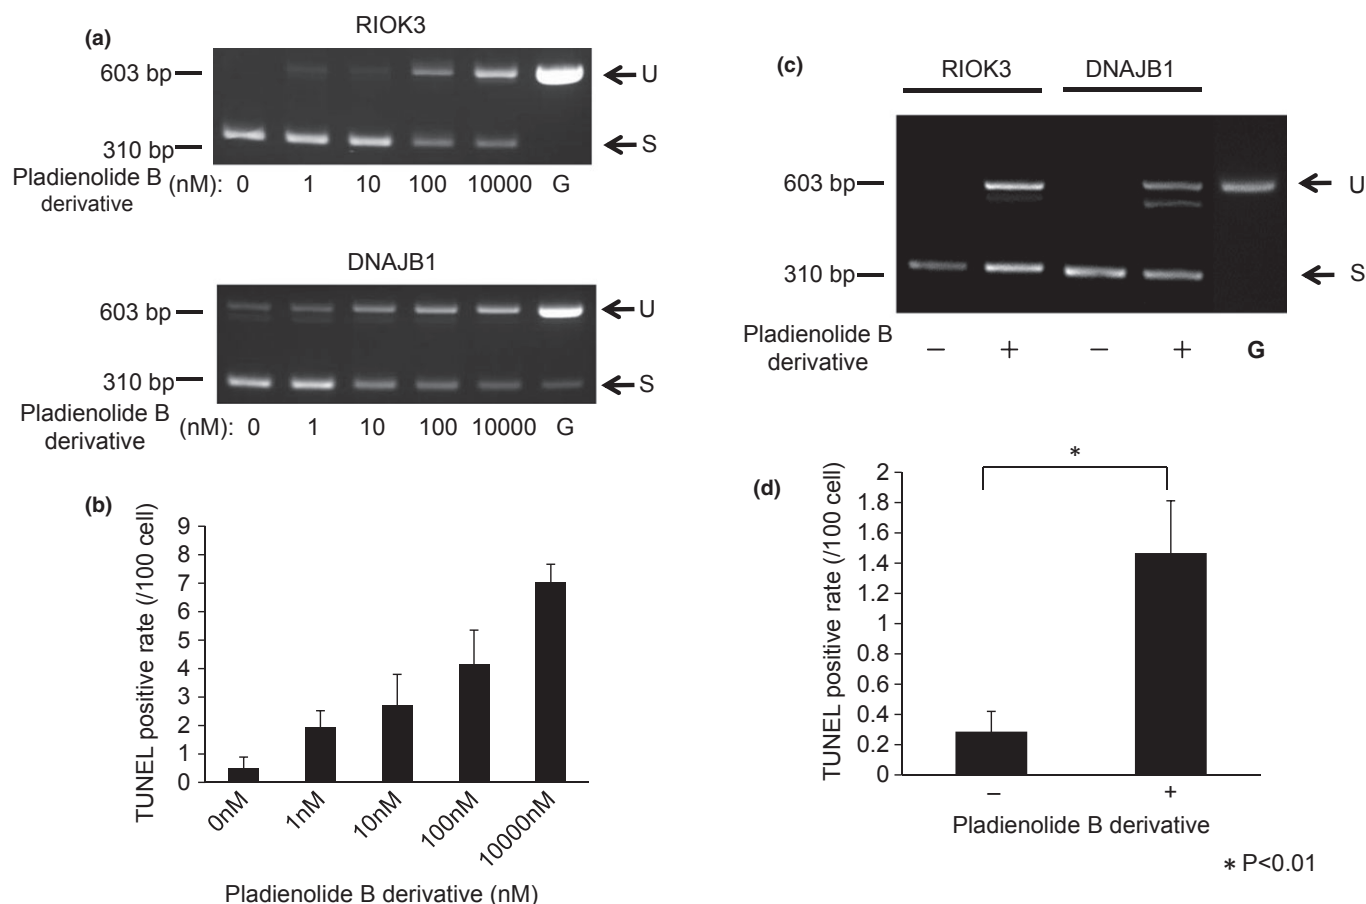 (a)
RIOK3
603 bp
U
310 bp
S
Pladienolide B
derivative
(nM): 0 1 10 100 10000 G
DNAJB1
603 bp
U
310 bp
S
Pladienolide B
derivative
(nM): 0 1 10 100 10000 G
(b)
TUNEL positive rate (/100 cell)
9
8
7
6
5
4
3
2
1
0
0nM 1nM 10nM 100nM 10000nM
Pladienolide B derivative (nM)
(c)
RIOK3 DNAJB1
603 bp
U
310 bp
S
Pladienolide B
derivative
− + − + G
(d)
TUNEL positive rate (/100 cell)
2
1.8
1.6
1.4
1.2
1
0.8
0.6
0.4
0.2
0
*
− +
Pladienolide B derivative
* P<0.01